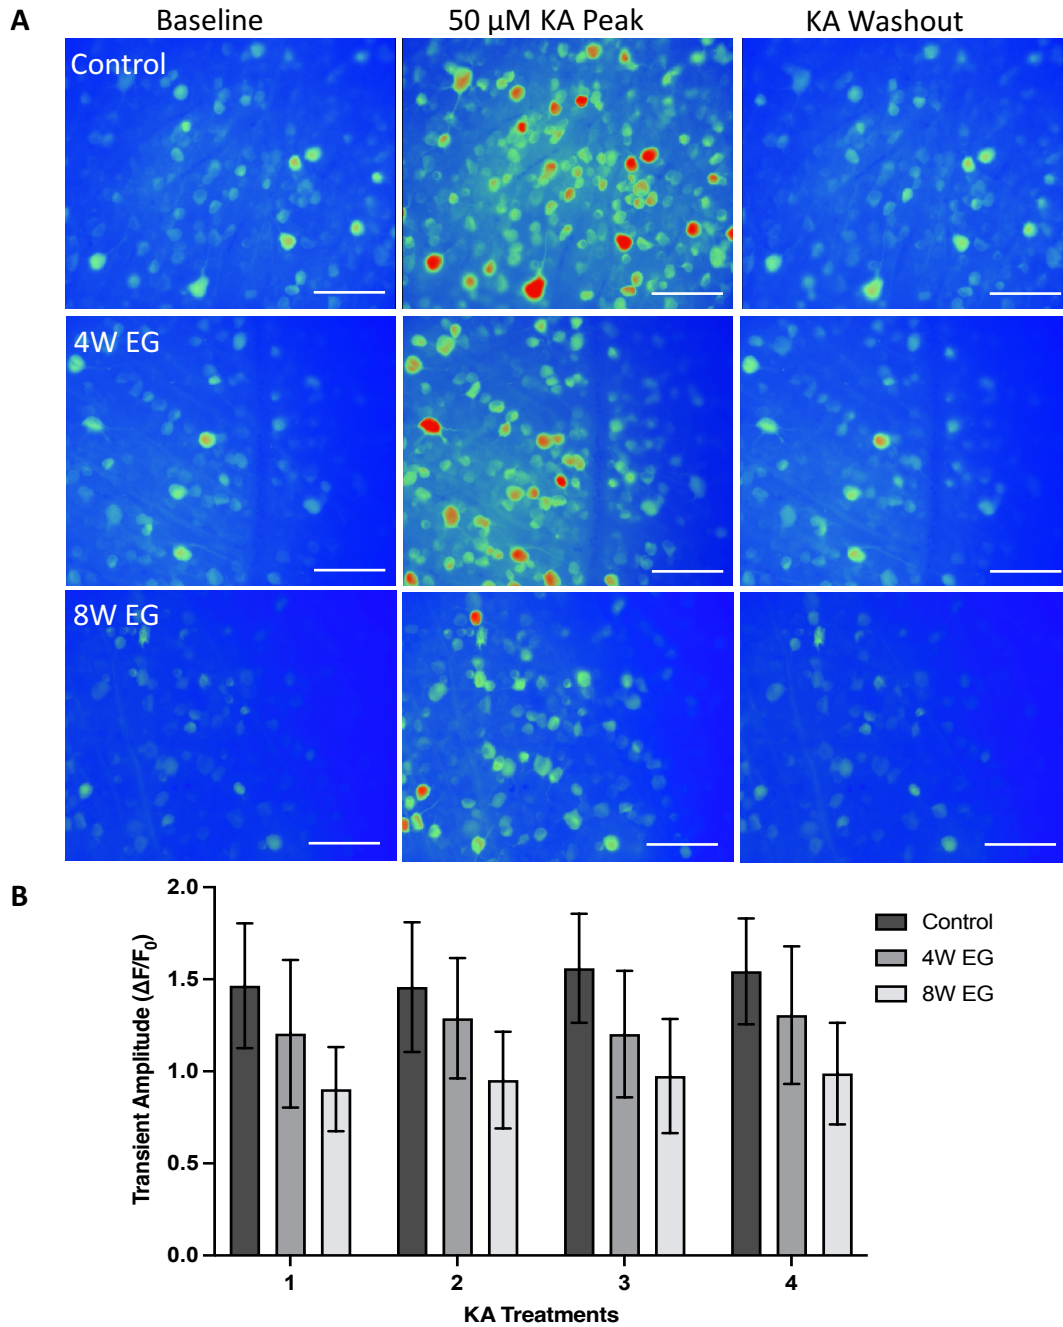 A
Baseline 50 µM KA Peak KA Washout
Control
4W EG
8W EG
B
2.0
1.5
1.0
0.5
0.0
Transient Amplitude (ΔF/F₀)
Control
4W EG
8W EG
1 2 3 4
KA Treatments